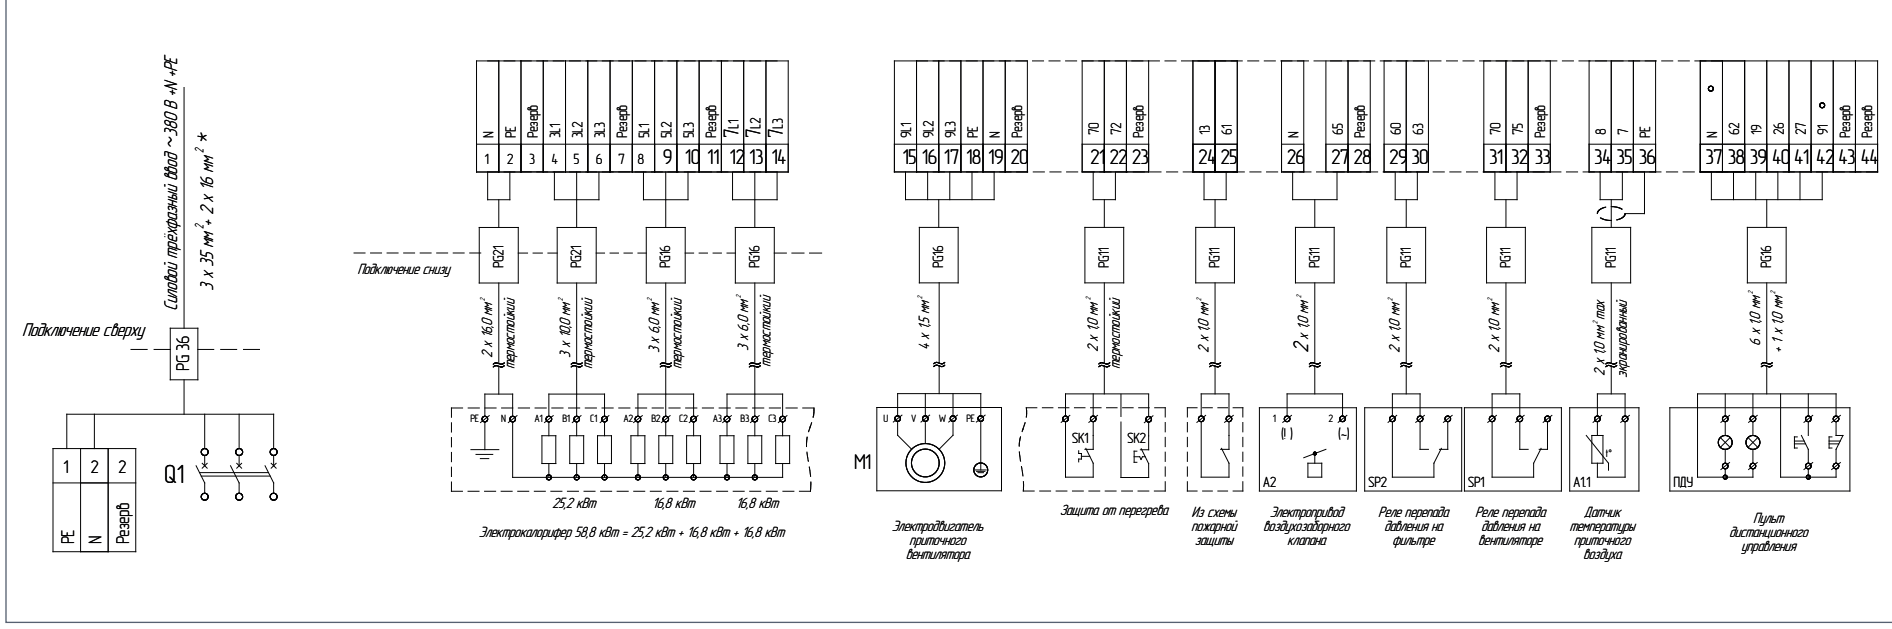 Силовой трёхфазный ввод ~380 В +N +PE
3 x 35 мм² + 2 x 16 мм² *
Подключение сверху
PG 36
1 2 2
PE N Резерв
Q1
N PE Резерв 3L1 3L2 3L3 Резерв 5L1 5L2 5L3 Резерв 7L1 7L2 7L3
1 2 3 4 5 6 7 8 9 10 11 12 13 14
Подключение снизу
PG21 PG21 PG16 PG16
2 x 16,0 мм² термостойкий
3 x 10,0 мм² термостойкий
3 x 6,0 мм² термостойкий
3 x 6,0 мм² термостойкий
PE N A1 B1 C1 A2 B2 C2 A3 B3 C3
25,2 кВт 16,8 кВт 16,8 кВт
Электрокалорифер 58,8 кВт = 25,2 кВт + 16,8 кВт + 16,8 кВт
9L1 9L2 9L3 PE N Резерв
15 16 17 18 19 20
PG16
4 x 1,5 мм²
U V W PE
M1
Электродвигатель
приточного
вентилятора
70 72 Резерв
21 22 23
PG11
2 x 1,0 мм²
термостойкий
SK1 SK2
Защита от перегрева
13 61
24 25
PG11
2 x 1,0 мм²
Из схемы
пожарной
защиты
N 65 Резерв
26 27 28
PG11
2 x 1,0 мм²
1 2
(!) (~)
A2
Электропривод
воздухозаборного
клапана
60 63
29 30
PG11
2 x 1,0 мм²
SP2
Реле перепада
давления на
фильтре
70 75 Резерв
31 32 33
PG11
2 x 1,0 мм²
SP1
Реле перепада
давления на
вентиляторе
8 7 PE
34 35 36
PG11
2 x 1,0 мм² max
экранированный
t°
A1.1
Датчик
температуры
приточного
воздуха
N 62 19 26 27 91 Резерв Резерв
37 38 39 40 41 42 43 44
PG16
6 x 1,0 мм²
+ 1 x 1,0 мм²
ПДУ
Пульт
дистанционного
управления